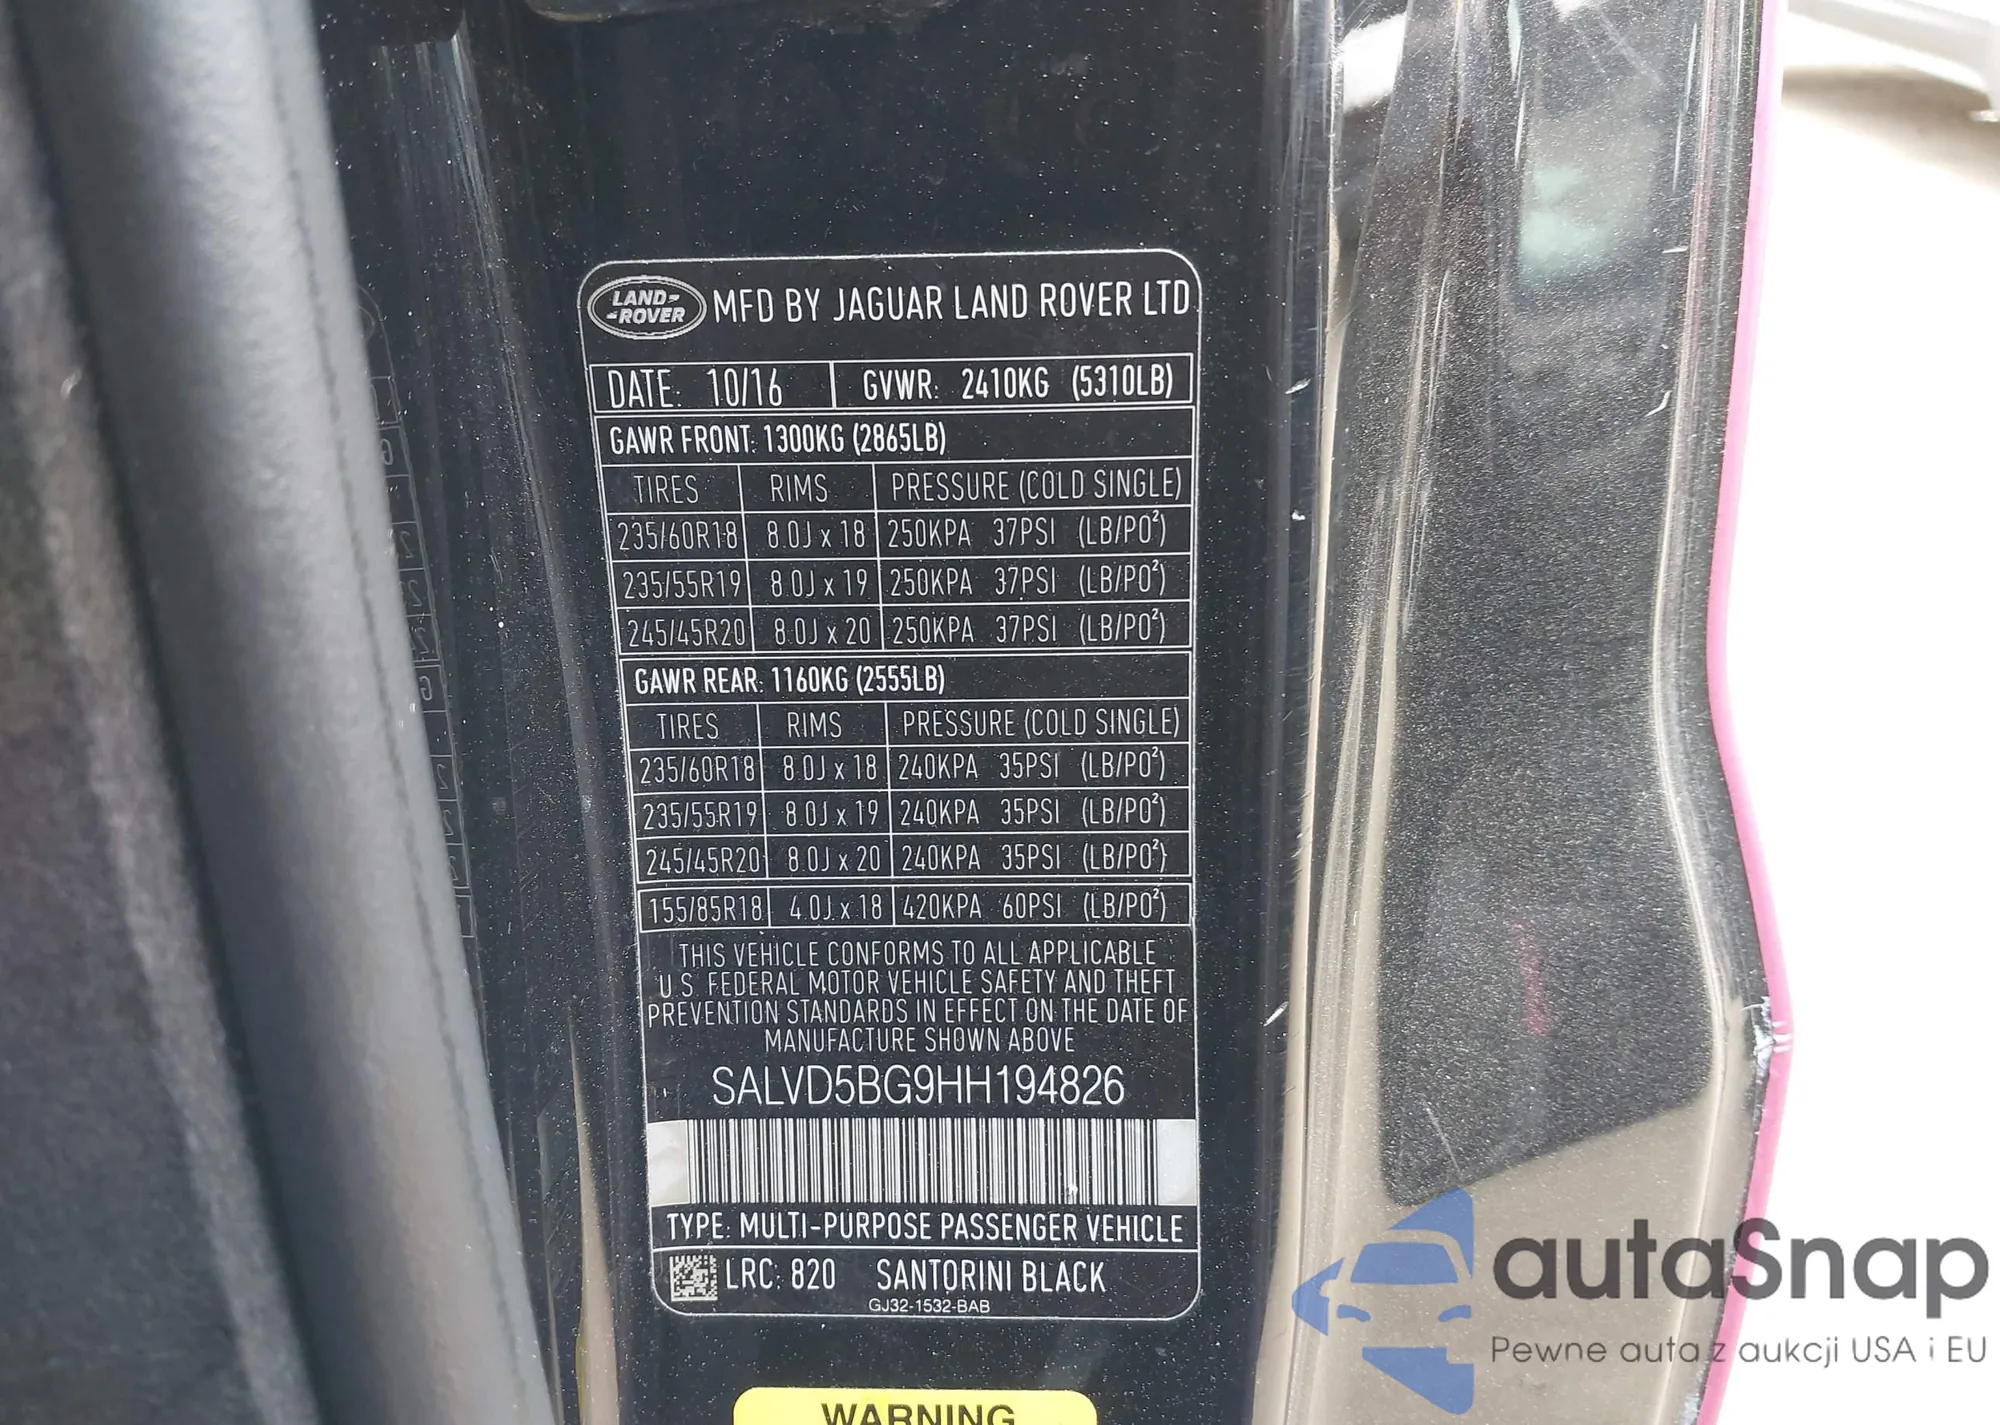 LAND-
-ROVER
MFD BY JAGUAR LAND ROVER LTD
DATE: 10/16 GVWR: 2410KG (5310LB)
GAWR FRONT: 1300KG (2865LB)
TIRES RIMS PRESSURE (COLD SINGLE)
235/60R18 8.0J x 18 250KPA 37PSI (LB/PO²)
235/55R19 8.0J x 19 250KPA 37PSI (LB/PO²)
245/45R20 8.0J x 20 250KPA 37PSI (LB/PO²)
GAWR REAR: 1160KG (2555LB)
TIRES RIMS PRESSURE (COLD SINGLE)
235/60R18 8.0J x 18 240KPA 35PSI (LB/PO²)
235/55R19 8.0J x 19 240KPA 35PSI (LB/PO²)
245/45R20 8.0J x 20 240KPA 35PSI (LB/PO²)
155/85R18 4.0J x 18 420KPA 60PSI (LB/PO²)
THIS VEHICLE CONFORMS TO ALL APPLICABLE
U.S. FEDERAL MOTOR VEHICLE SAFETY AND THEFT
PREVENTION STANDARDS IN EFFECT ON THE DATE OF
MANUFACTURE SHOWN ABOVE
SALVD5BG9HH194826
TYPE: MULTI-PURPOSE PASSENGER VEHICLE
LRC: 820 SANTORINI BLACK
GJ32-1532-BAB
WARNING
autaSnap
Pewne auta z aukcji USA i EU